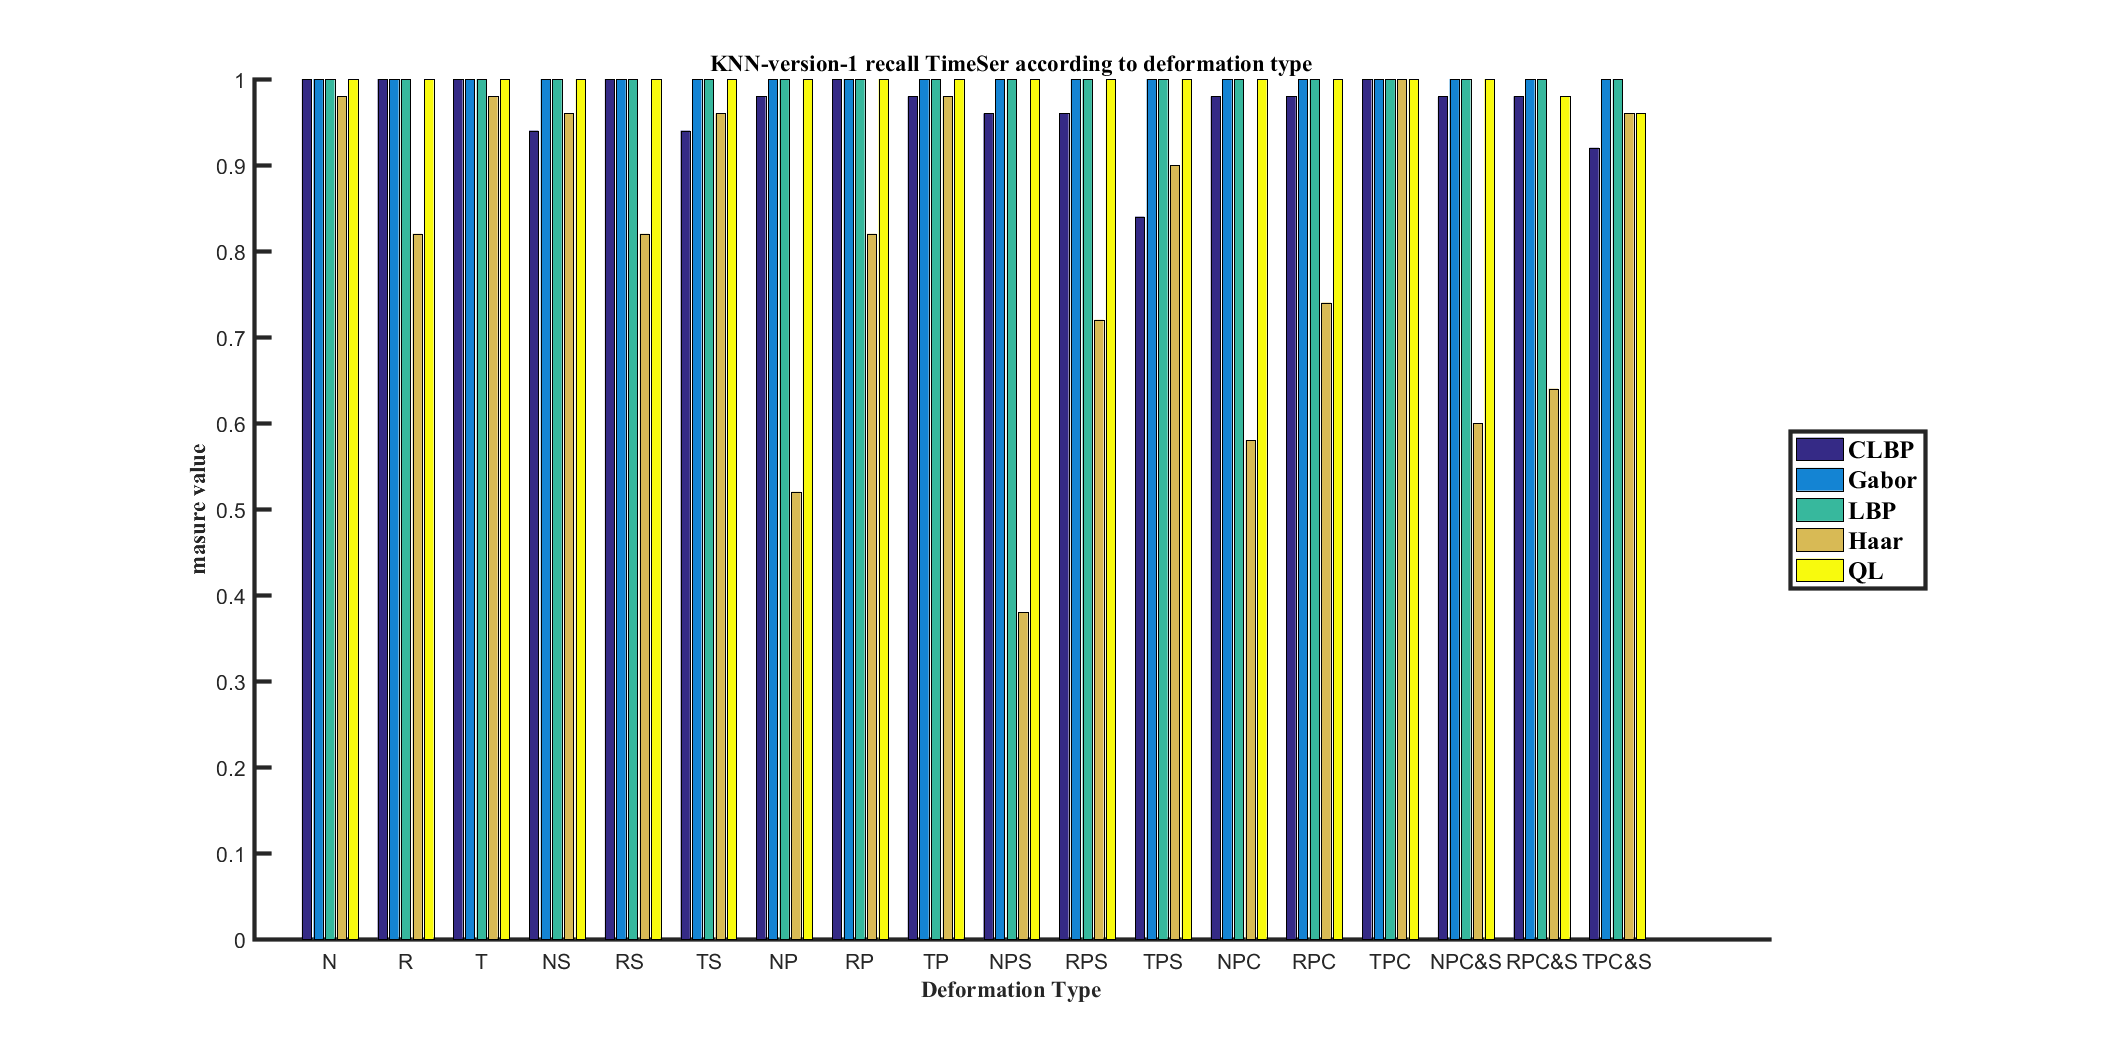 KNN-version-1 recall TimeSer according to deformation type
1
0.9
0.8
0.7
0.6
0.5
0.4
0.3
0.2
0.1
0
masure value
N R T NS RS TS NP RP TP NPS RPS TPS NPC RPC TPC NPC&S RPC&S TPC&S
Deformation Type
CLBP
Gabor
LBP
Haar
QL